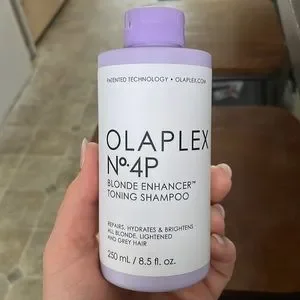 PATENTED TECHNOLOGY • OLAPLEX.COM
OLAPLEX
Nº.4P
BLONDE ENHANCER™
TONING SHAMPOO
REPAIRS, HYDRATES & BRIGHTENS
ALL BLONDE, LIGHTENED
AND GREY HAIR
250 mL / 8.5 fl. oz.